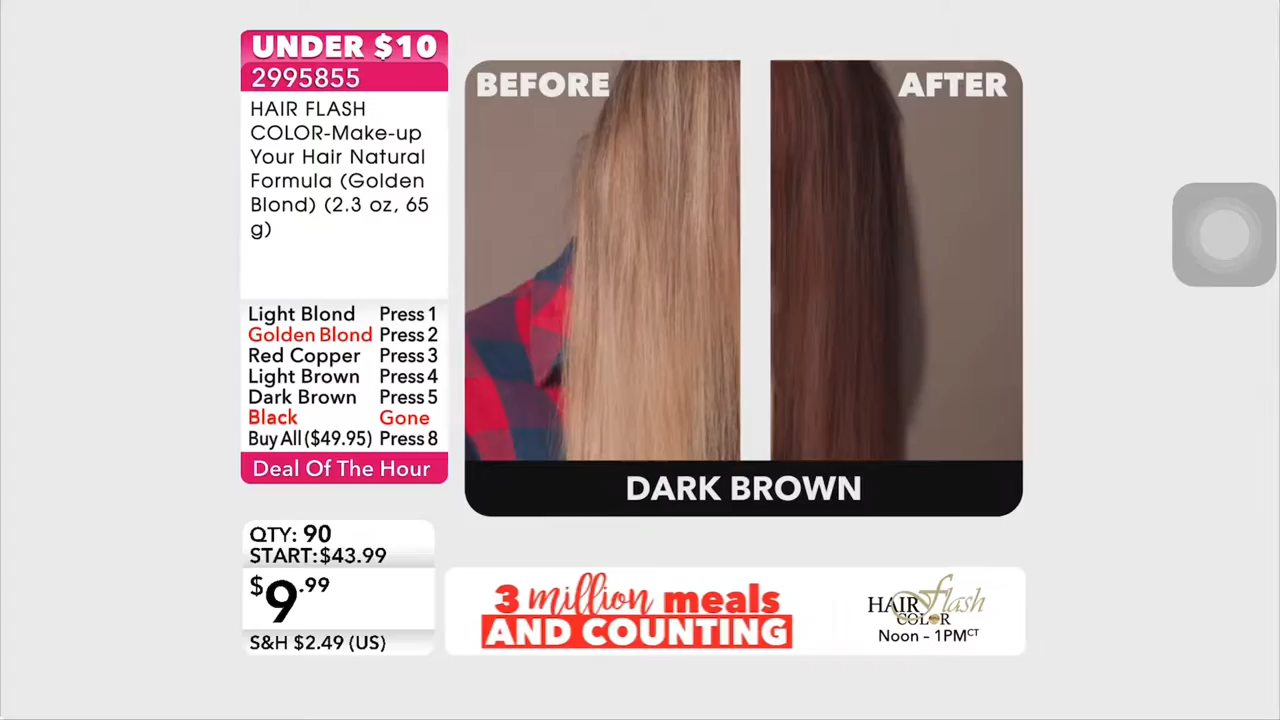 UNDER $10
2995855
HAIR FLASH
COLOR-Make-up
Your Hair Natural
Formula (Golden
Blond) (2.3 oz, 65
g)
Light Blond Press 1
Golden Blond Press 2
Red Copper Press 3
Light Brown Press 4
Dark Brown Press 5
Black Gone
Buy All ($49.95) Press 8
Deal Of The Hour
QTY: 90
START: $43.99
$9.99
S&H $2.49 (US)
BEFORE
AFTER
DARK BROWN
3 million meals
AND COUNTING
HAIR flash
COLOR
Noon - 1PM CT